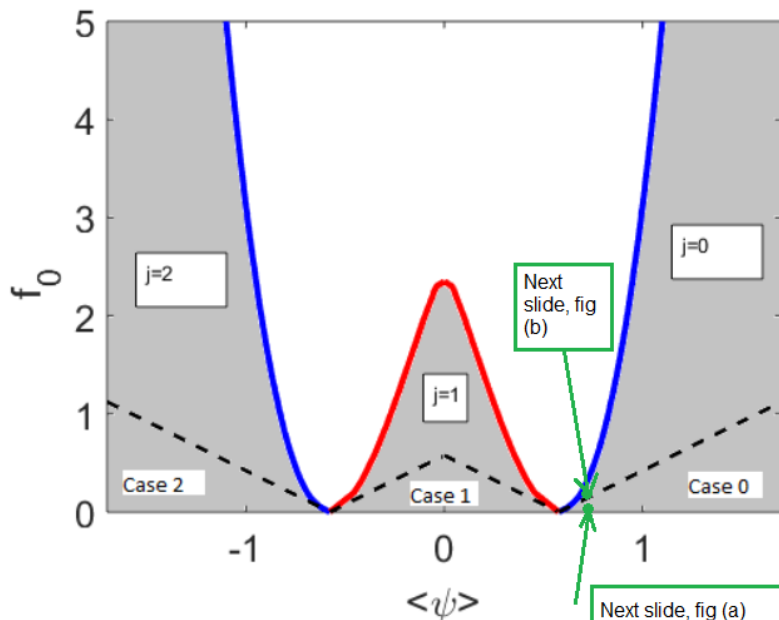 5
4
3
2
1
0
f0
j=2
j=1
j=0
Next
slide, fig
(b)
Case 2
Case 1
Case 0
-1
0
1
<ψ>
Next slide, fig (a)